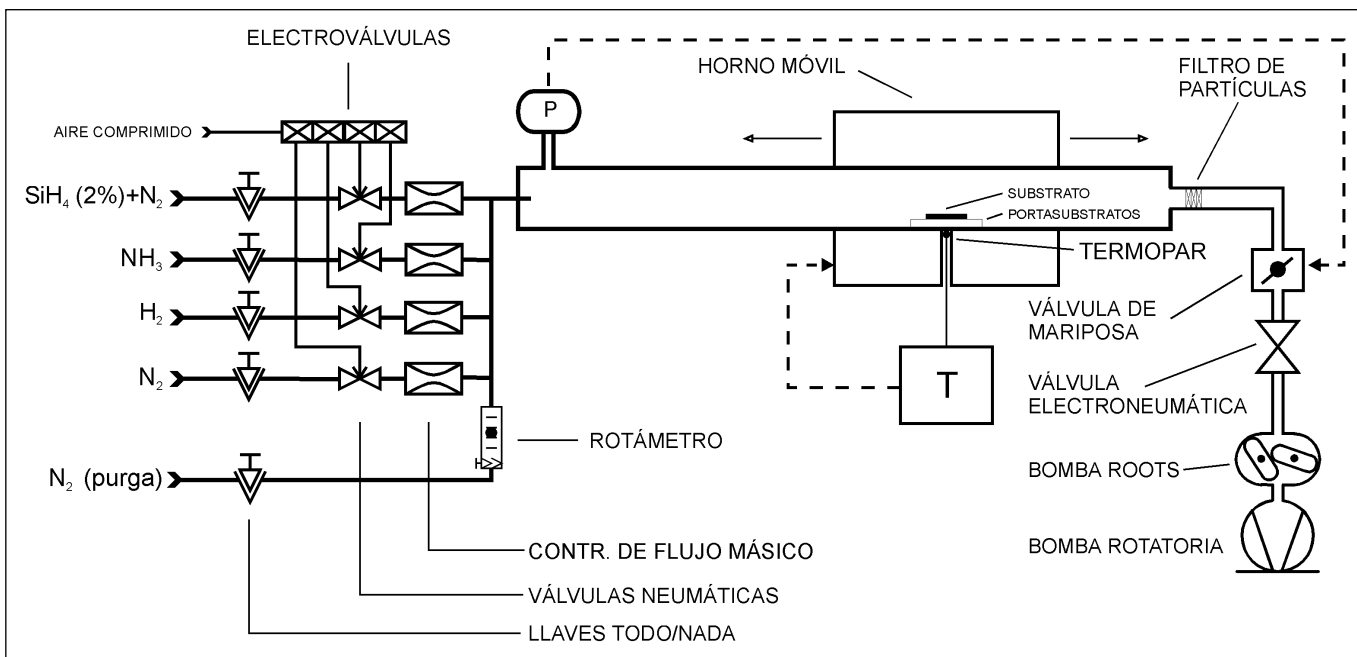 ELECTROVÁLVULAS
HORNO MÓVIL
FILTRO DE
PARTÍCULAS
P
AIRE COMPRIMIDO
SiH₄ (2%)+N₂
SUBSTRATO
PORTASUBSTRATOS
NH₃
TERMOPAR
H₂
VÁLVULA DE
MARIPOSA
N₂
T
VÁLVULA
ELECTRONEUMÁTICA
ROTÁMETRO
N₂ (purga)
BOMBA ROOTS
CONTR. DE FLUJO MÁSICO
BOMBA ROTATORIA
VÁLVULAS NEUMÁTICAS
LLAVES TODO/NADA